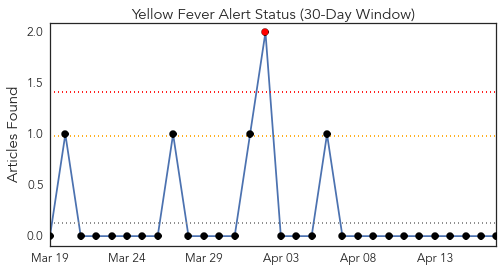 Yellow Fever Alert Status (30-Day Window)
2.0
1.5
1.0
0.5
0.0
Articles Found
Mar 19 Mar 24 Mar 29 Apr 03 Apr 08 Apr 13